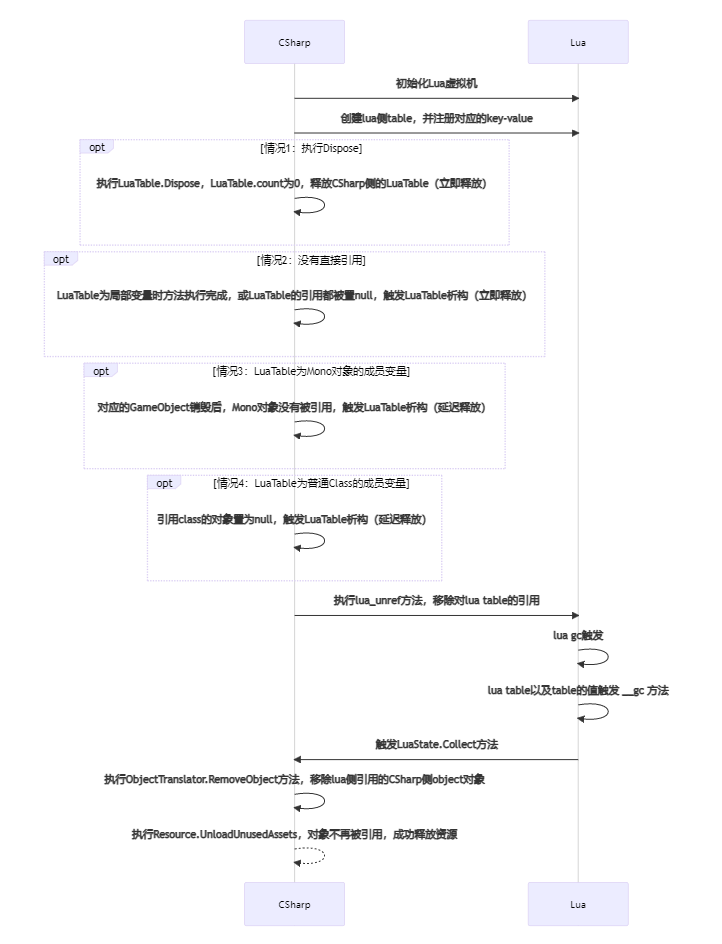 CSharp
Lua
初始化Lua虚拟机
创建lua侧table，并注册对应的key-value
opt
[情况1：执行Dispose]
执行LuaTable.Dispose，LuaTable.count为0，释放CSharp侧的LuaTable（立即释放）
opt
[情况2：没有直接引用]
LuaTable为局部变量时方法执行完成，或LuaTable的引用都被置null，触发LuaTable析构（立即释放）
opt
[情况3：LuaTable为Mono对象的成员变量]
对应的GameObject销毁后，Mono对象没有被引用，触发LuaTable析构（延迟释放）
opt
[情况4：LuaTable为普通Class的成员变量]
引用class的对象置为null，触发LuaTable析构（延迟释放）
执行lua_unref方法，移除对lua table的引用
lua gc触发
lua table以及table的值触发 __gc 方法
触发LuaState.Collect方法
执行ObjectTranslator.RemoveObject方法，移除lua侧引用的CSharp侧object对象
执行Resource.UnloadUnusedAssets，对象不再被引用，成功释放资源
CSharp
Lua